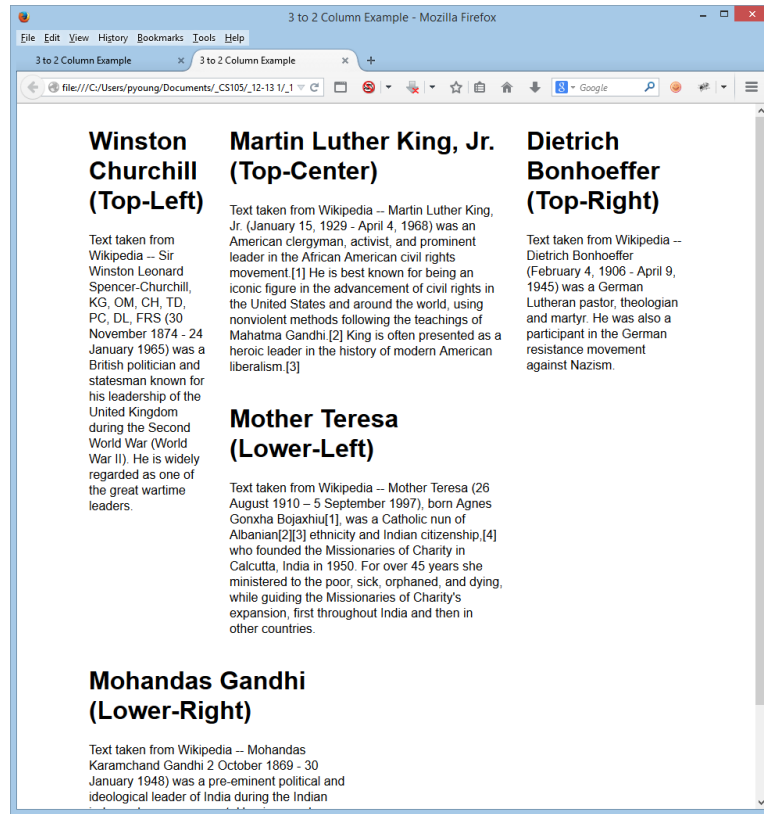 3 to 2 Column Example - Mozilla Firefox
File Edit View History Bookmarks Tools Help
3 to 2 Column Example × 3 to 2 Column Example × +
file:///C:/Users/pyoung/Documents/_CS105/_12-13 1/_1 Google
Winston
Churchill
(Top-Left)
Text taken from
Wikipedia -- Sir
Winston Leonard
Spencer-Churchill,
KG, OM, CH, TD,
PC, DL, FRS (30
November 1874 - 24
January 1965) was a
British politician and
statesman known for
his leadership of the
United Kingdom
during the Second
World War (World
War II). He is widely
regarded as one of
the great wartime
leaders.
Martin Luther King, Jr.
(Top-Center)
Text taken from Wikipedia -- Martin Luther King,
Jr. (January 15, 1929 - April 4, 1968) was an
American clergyman, activist, and prominent
leader in the African American civil rights
movement.[1] He is best known for being an
iconic figure in the advancement of civil rights in
the United States and around the world, using
nonviolent methods following the teachings of
Mahatma Gandhi.[2] King is often presented as a
heroic leader in the history of modern American
liberalism.[3]
Dietrich
Bonhoeffer
(Top-Right)
Text taken from Wikipedia --
Dietrich Bonhoeffer
(February 4, 1906 - April 9,
1945) was a German
Lutheran pastor, theologian
and martyr. He was also a
participant in the German
resistance movement
against Nazism.
Mother Teresa
(Lower-Left)
Text taken from Wikipedia -- Mother Teresa (26
August 1910 – 5 September 1997), born Agnes
Gonxha Bojaxhiu[1], was a Catholic nun of
Albanian[2][3] ethnicity and Indian citizenship,[4]
who founded the Missionaries of Charity in
Calcutta, India in 1950. For over 45 years she
ministered to the poor, sick, orphaned, and dying,
while guiding the Missionaries of Charity's
expansion, first throughout India and then in
other countries.
Mohandas Gandhi
(Lower-Right)
Text taken from Wikipedia -- Mohandas
Karamchand Gandhi 2 October 1869 - 30
January 1948) was a pre-eminent political and
ideological leader of India during the Indian